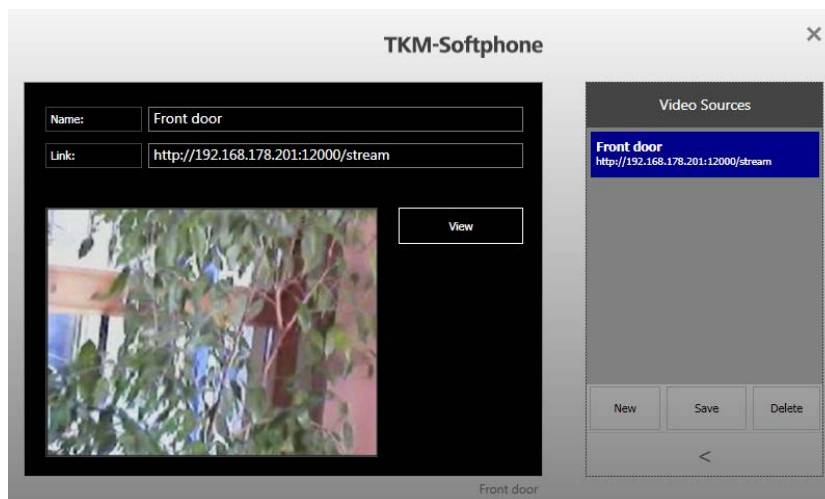 TKM-Softphone
×
Name: Front door
Link: http://192.168.178.201:12000/stream
View
Video Sources
Front door
http://192.168.178.201:12000/stream
New Save Delete
<
Front door